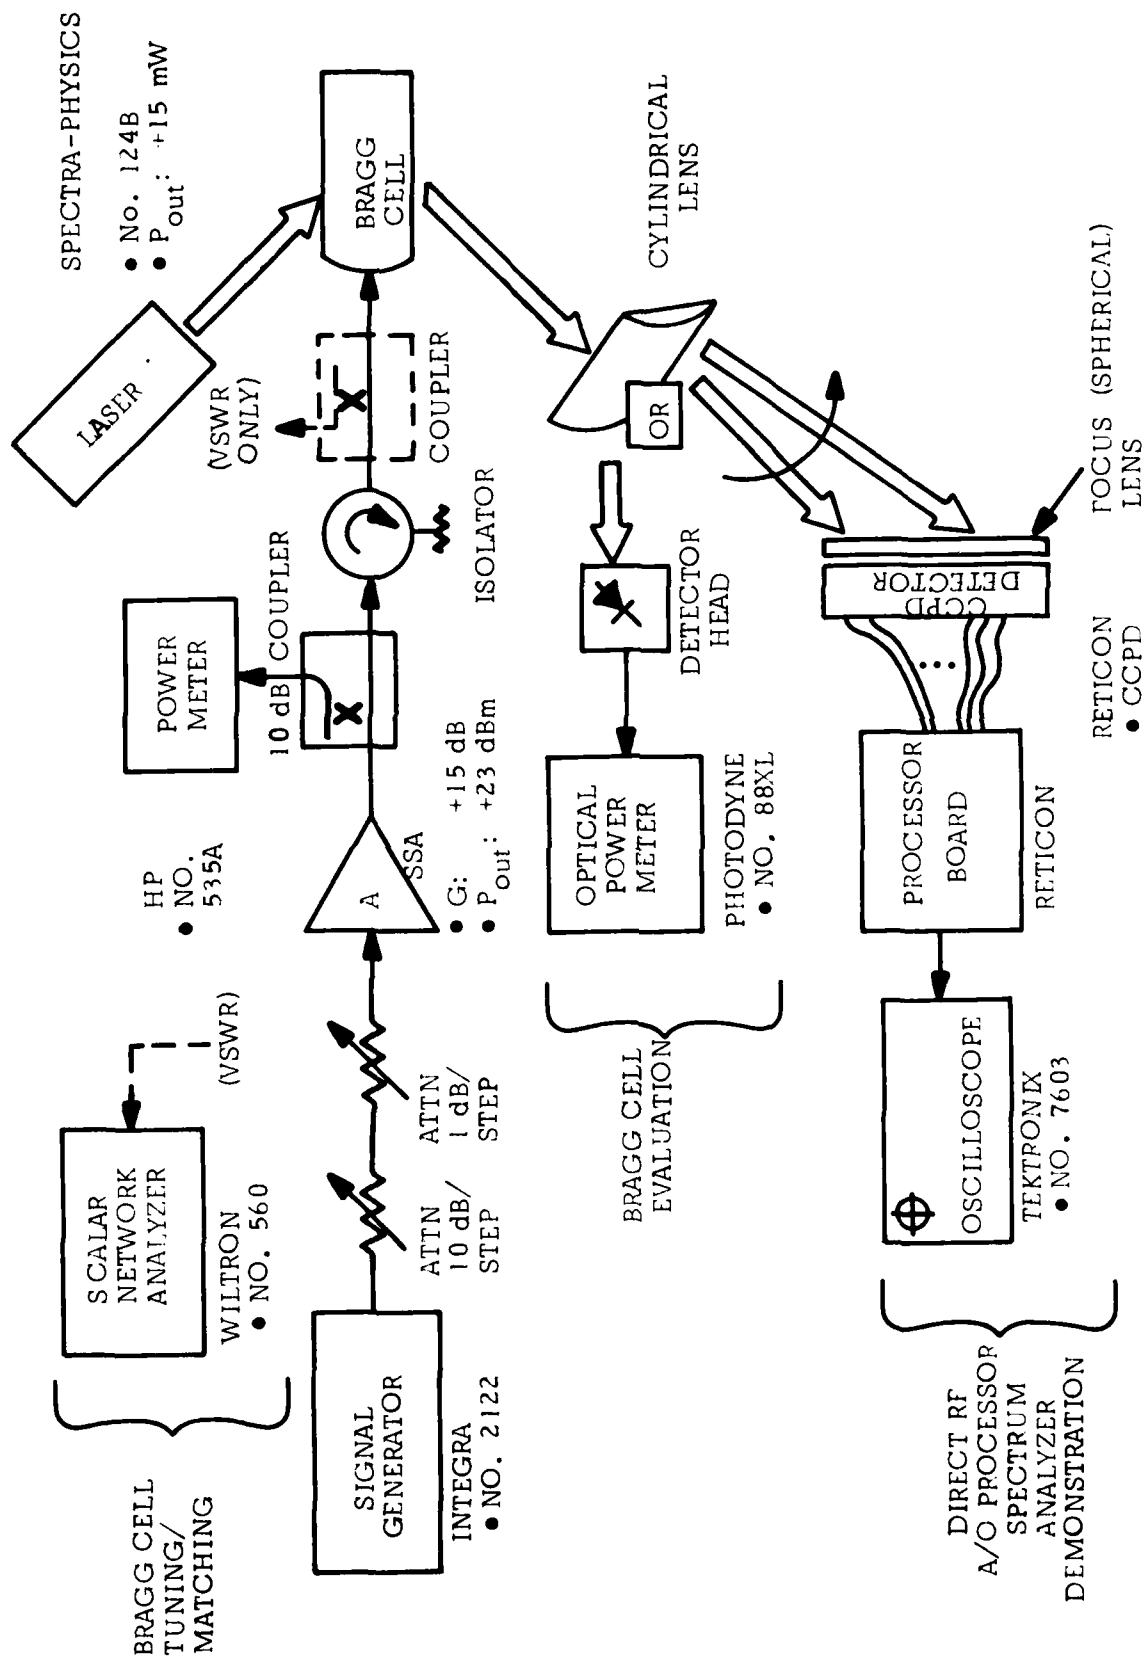 BRAGG CELL
TUNING/
MATCHING
SCALAR
NETWORK
ANALYZER
WILTRON
• NO. 560
(VSWR)
HP
• NO.
535A
POWER
METER
10 dB COUPLER
LASER
SPECTRA-PHYSICS
• No. 124B
• Pout: +15 mW
(VSWR
ONLY)
SIGNAL
GENERATOR
INTEGRA
• NO. 2122
ATTN
10 dB/
STEP
ATTN
1 dB/
STEP
A
SSA
• G: +15 dB
• Pout: +23 dBm
ISOLATOR
COUPLER
BRAGG
CELL
BRAGG CELL
EVALUATION
OPTICAL
POWER
METER
PHOTODYNE
• NO. 88XL
DETECTOR
HEAD
OR
CYLINDRICAL
LENS
DIRECT RF
A/O PROCESSOR
SPECTRUM
ANALYZER
DEMONSTRATION
OSCILLOSCOPE
TEKTRONIX
• NO. 7603
PROCESSOR
BOARD
RETICON
CCPD
DETECTOR
RETICON
• CCPD
FOCUS (SPHERICAL)
LENS